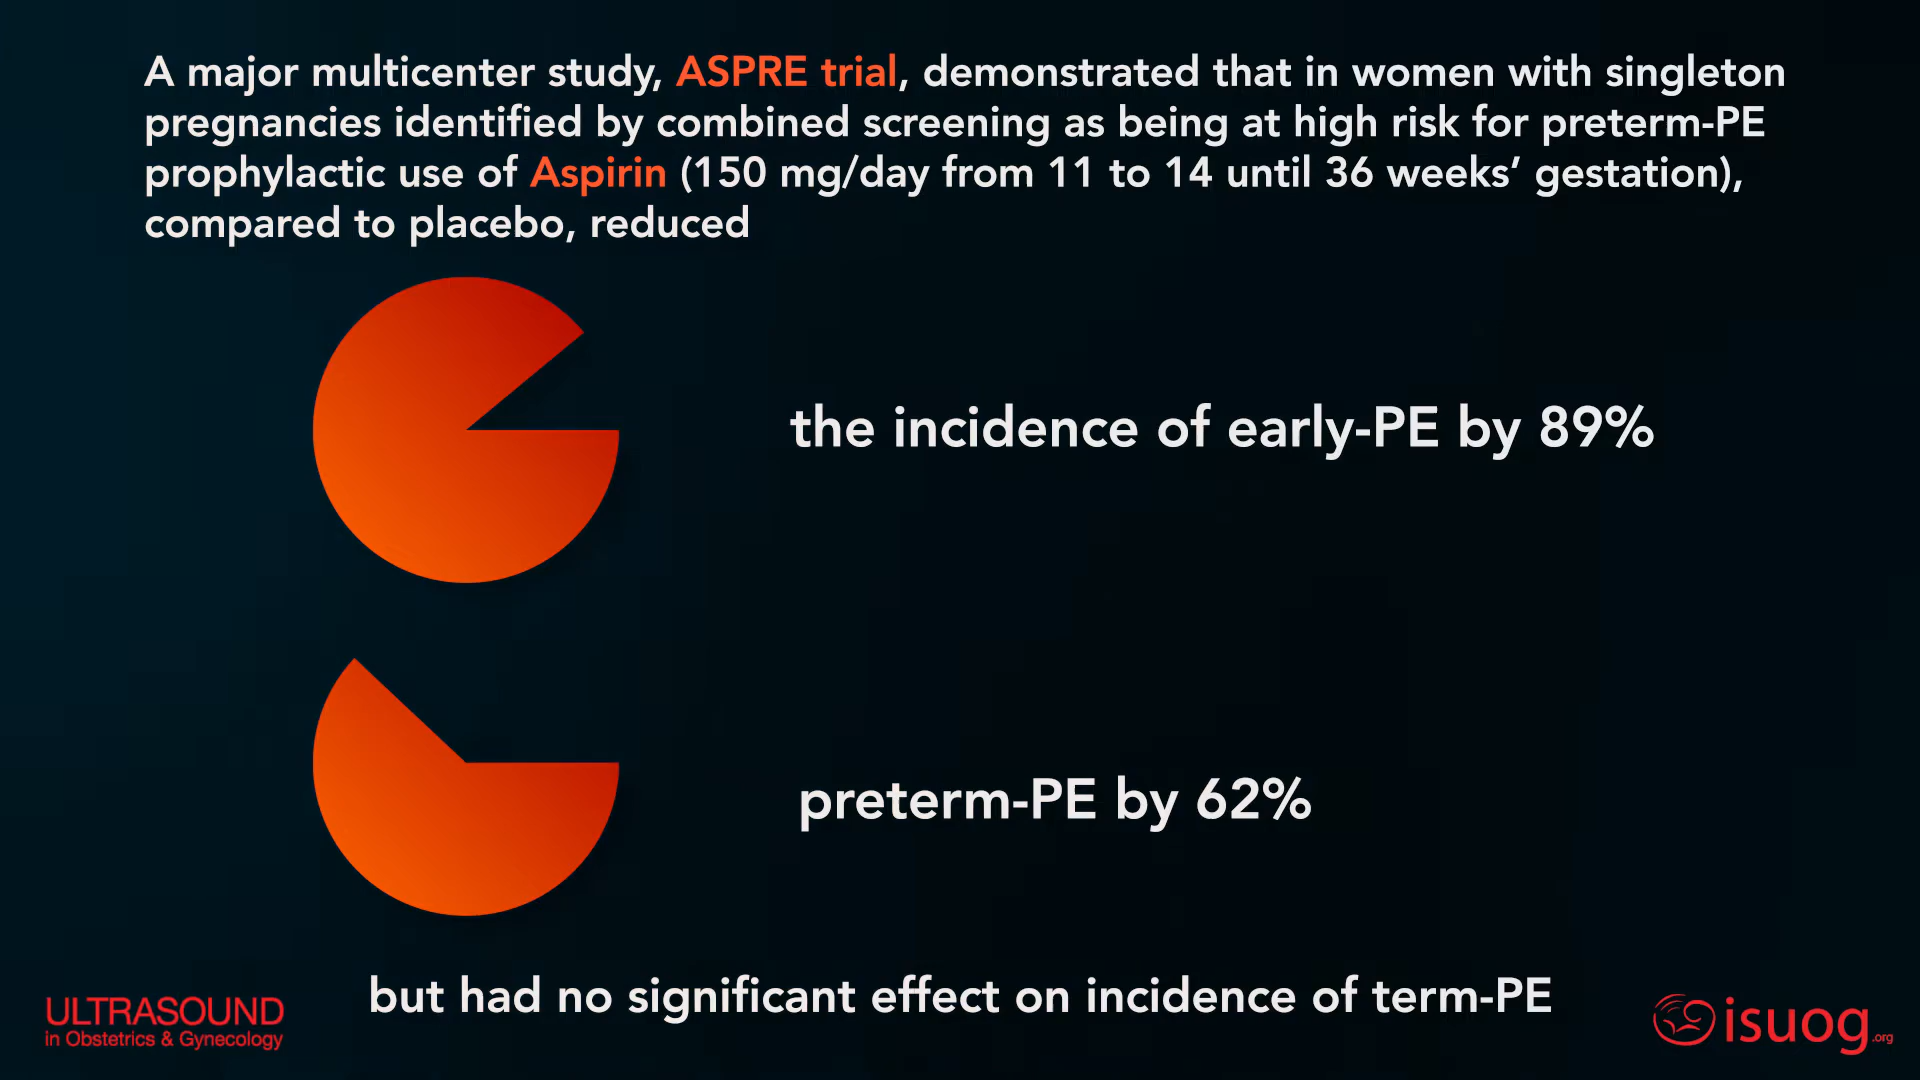 A major multicenter study, ASPRE trial, demonstrated that in women with singleton
pregnancies identified by combined screening as being at high risk for preterm-PE
prophylactic use of Aspirin (150 mg/day from 11 to 14 until 36 weeks’ gestation),
compared to placebo, reduced
the incidence of early-PE by 89%
preterm-PE by 62%
but had no significant effect on incidence of term-PE
ULTRASOUND
in Obstetrics & Gynecology
isuog.org